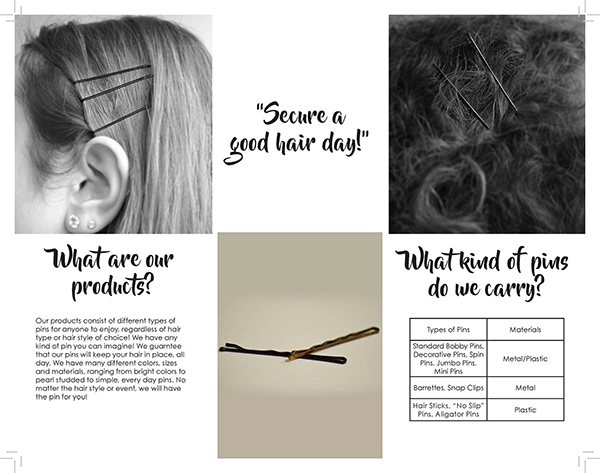 "Secure a
good hair day!"
What are our
products?
Our products consist of different types of
pins for anyone to enjoy, regardless of hair
type or hair style of choice! We have any
kind of pin you can imagine! We guarntee
that our pins will keep your hair in place, all
day. We have many different colors, sizes
and materials, ranging from bright colors to
pearl studded to simple, every day pins. No
matter the hair style or event, we will have
the pin for you!
What kind of pins
do we carry?
Types of Pins Materials
Standard Bobby Pins,
Decorative Pins, Spin
Pins, Jumbo Pins,
Mini Pins
Metal/Plastic
Barrettes, Snap Clips Metal
Hair Sticks, "No Slip"
Pins, Aligator Pins
Plastic